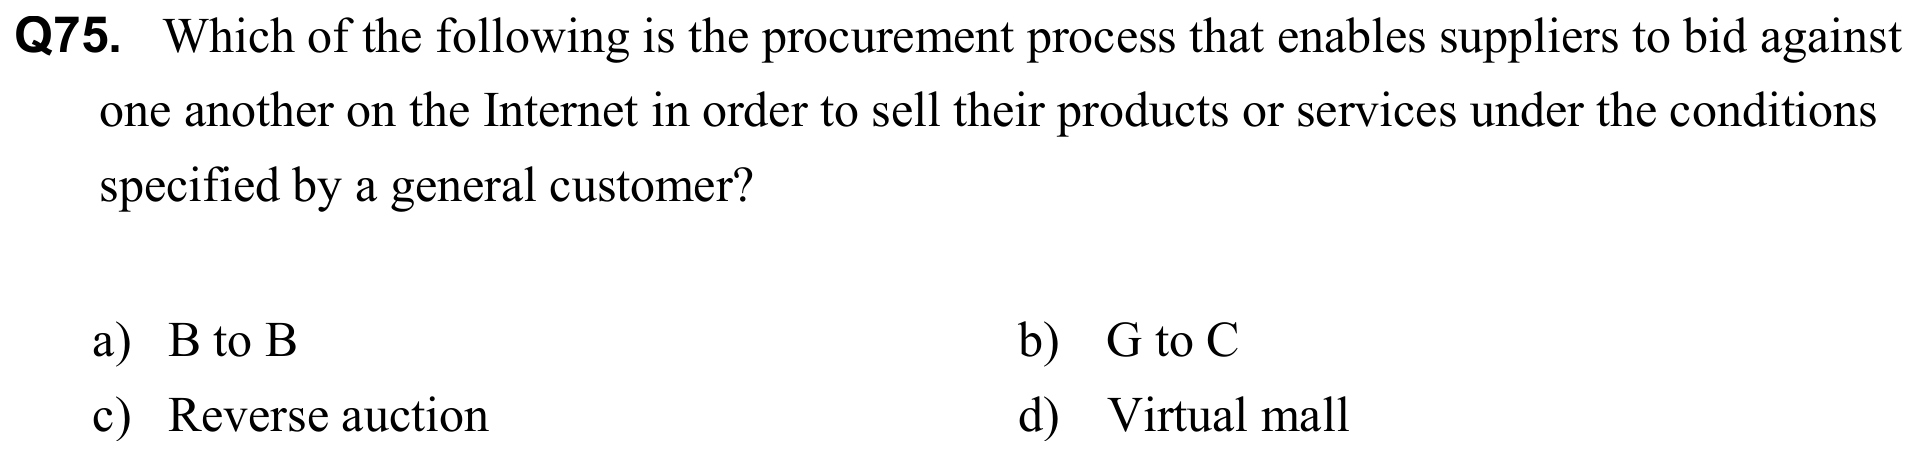 Q75. Which of the following is the procurement process that enables suppliers to bid against
one another on the Internet in order to sell their products or services under the conditions
specified by a general customer?
a) B to B b) G to C
c) Reverse auction d) Virtual mall